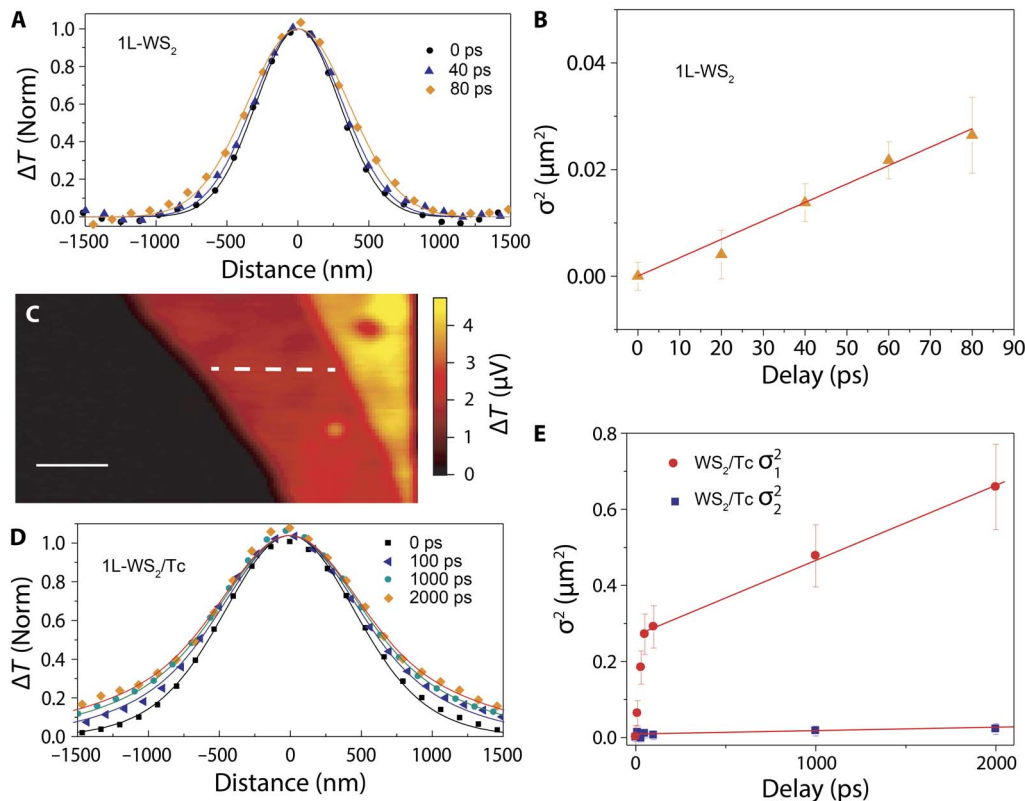 A
1L-WS₂
0 ps
40 ps
80 ps
ΔT (Norm)
1.0
0.8
0.6
0.4
0.2
0.0
−1500 −1000 −500 0 500 1000 1500
Distance (nm)
B
1L-WS₂
σ² (μm²)
0.04
0.02
0.00
0 10 20 30 40 50 60 70 80 90
Delay (ps)
C
4
3
2
1
0
ΔT (μV)
D
1L-WS₂/Tc
0 ps
100 ps
1000 ps
2000 ps
ΔT (Norm)
1.0
0.8
0.6
0.4
0.2
0.0
−1500 −1000 −500 0 500 1000 1500
Distance (nm)
E
WS₂/Tc σ₁²
WS₂/Tc σ₂²
σ² (μm²)
0.8
0.6
0.4
0.2
0.0
0 1000 2000
Delay (ps)